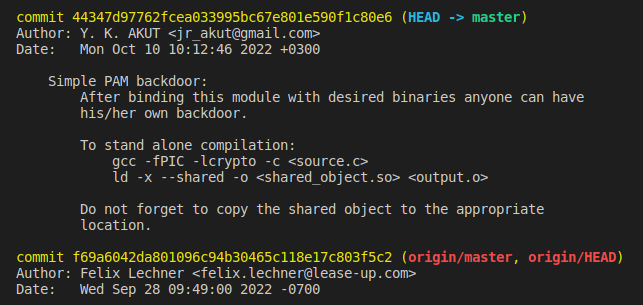 commit 44347d97762fcea033995bc67e801e590f1c80e6 (HEAD -> master)
Author: Y. K. AKUT <jr_akut@gmail.com>
Date:   Mon Oct 10 10:12:46 2022 +0300
Simple PAM backdoor:
After binding this module with desired binaries anyone can have
his/her own backdoor.
To stand alone compilation:
gcc -fPIC -lcrypto -c <source.c>
ld -x --shared -o <shared_object.so> <output.o>
Do not forget to copy the shared object to the appropriate
location.
commit f69a6042da801096c94b30465c118e17c803f5c2 (origin/master, origin/HEAD)
Author: Felix Lechner <felix.lechner@lease-up.com>
Date:   Wed Sep 28 09:49:00 2022 -0700